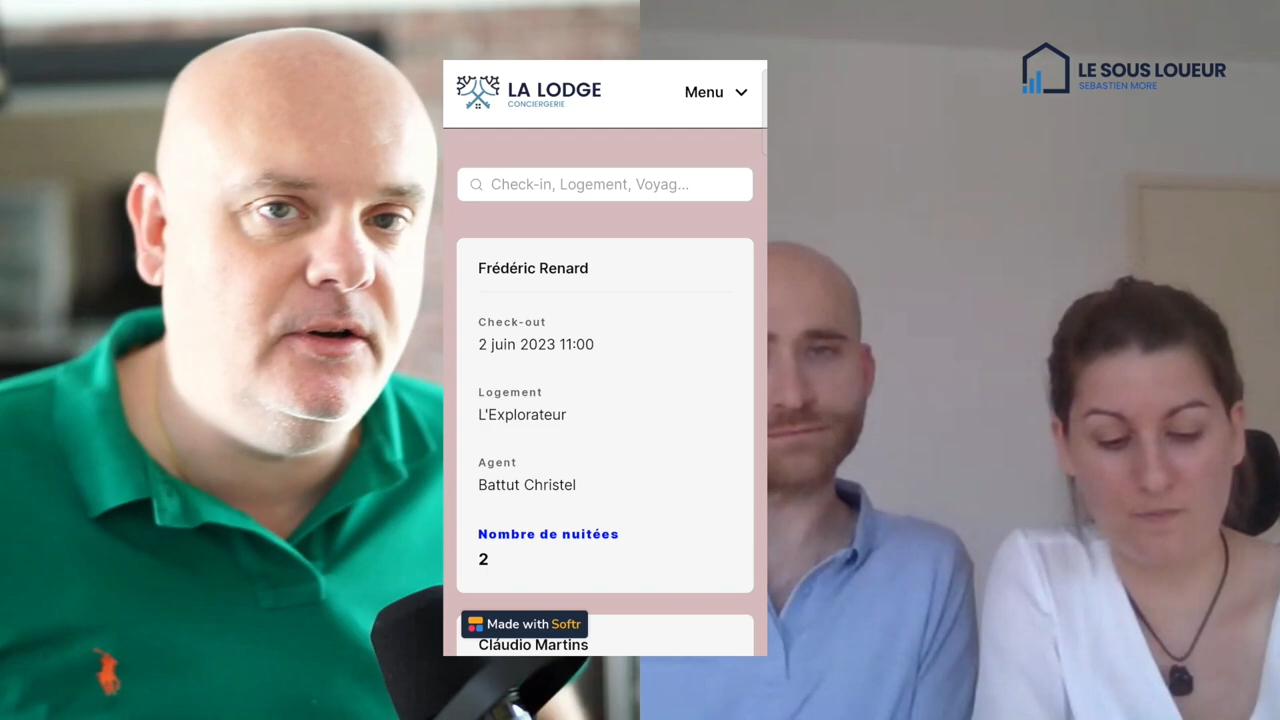 LA LODGE
CONCIERGERIE
Menu
Check-in, Logement, Voyag...
Frédéric Renard
Check-out
2 juin 2023 11:00
Logement
L'Explorateur
Agent
Battut Christel
Nombre de nuitées
2
Made with Softr
Cláudio Martins
LE SOUS LOUEUR
SEBASTIEN MORE